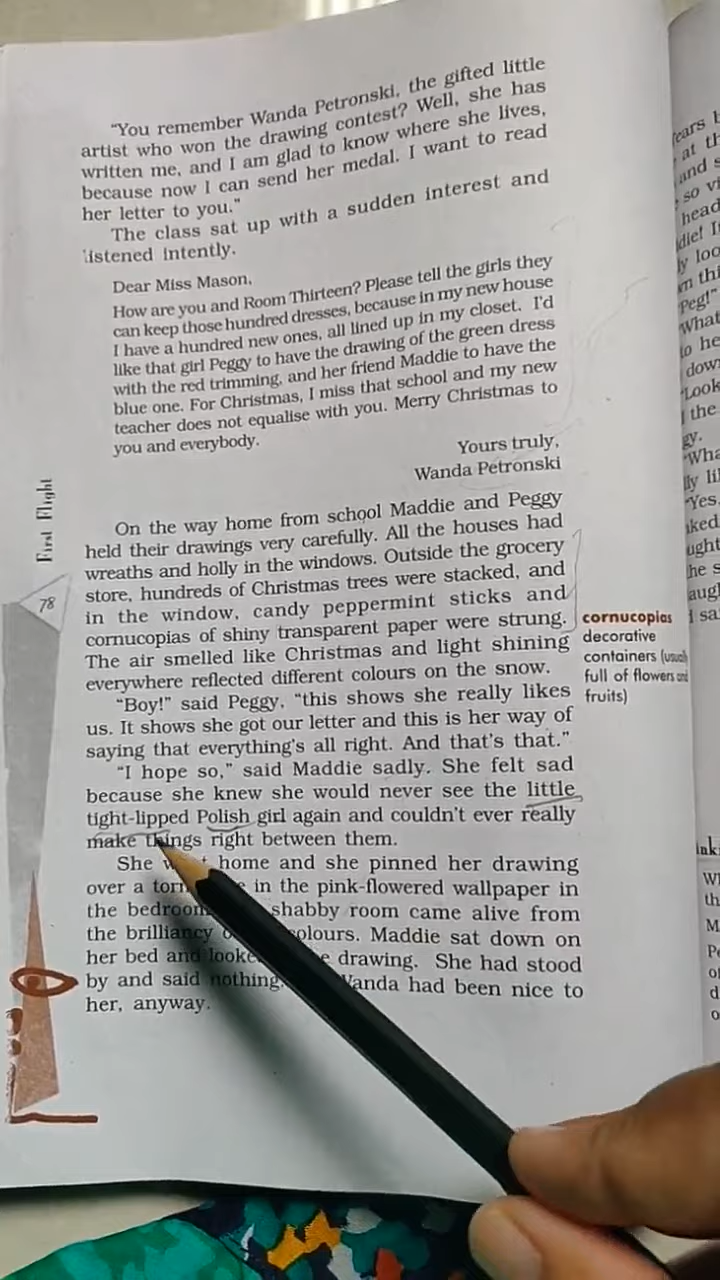 "You remember Wanda Petronski, the gifted little
artist who won the drawing contest? Well, she has
written me, and I am glad to know where she lives,
because now I can send her medal. I want to read
her letter to you."
The class sat up with a sudden interest and
listened intently.
Dear Miss Mason,
How are you and Room Thirteen? Please tell the girls they
can keep those hundred dresses, because in my new house
I have a hundred new ones, all lined up in my closet. I'd
like that girl Peggy to have the drawing of the green dress
with the red trimming, and her friend Maddie to have the
blue one. For Christmas, I miss that school and my new
teacher does not equalise with you. Merry Christmas to
you and everybody.
Yours truly,
Wanda Petronski
First Flight
78
On the way home from school Maddie and Peggy
held their drawings very carefully. All the houses had
wreaths and holly in the windows. Outside the grocery
store, hundreds of Christmas trees were stacked, and
in the window, candy peppermint sticks and
cornucopias of shiny transparent paper were strung.
The air smelled like Christmas and light shining
everywhere reflected different colours on the snow.
cornucopias
decorative
containers (usually
full of flowers and
fruits)
"Boy!" said Peggy, "this shows she really likes
us. It shows she got our letter and this is her way of
saying that everything's all right. And that's that."
"I hope so," said Maddie sadly. She felt sad
because she knew she would never see the little
tight-lipped Polish girl again and couldn't ever really
make things right between them.
She home and she pinned her drawing
over a torn in the pink-flowered wallpaper in
the bedroom shabby room came alive from
the brilliancy colours. Maddie sat down on
her bed and looked drawing. She had stood
by and said nothing Wanda had been nice to
her, anyway.